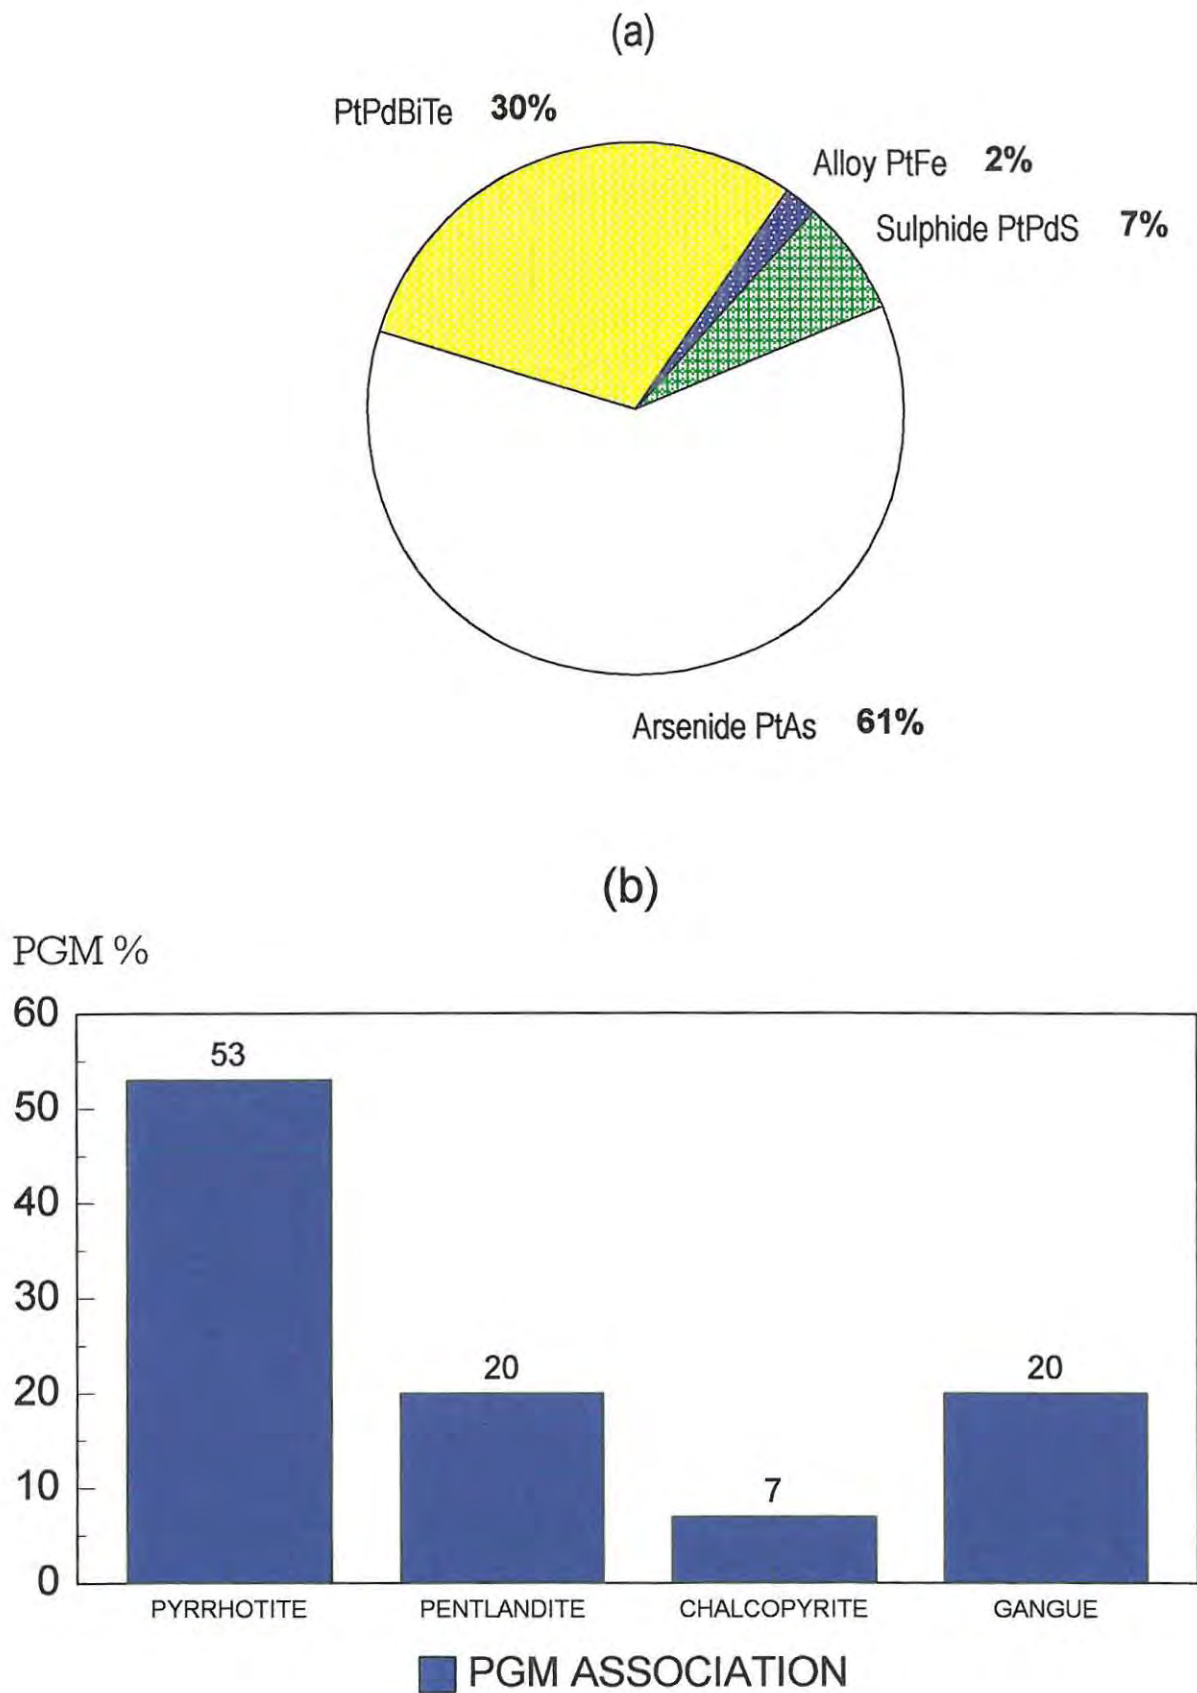 (a)
PtPdBiTe 30%
Alloy PtFe 2%
Sulphide PtPdS 7%
Arsenide PtAs 61%
(b)
PGM %
60
53
50
40
30
20
20
20
10
7
0
PYRRHOTITE PENTLANDITE CHALCOPYRITE GANGUE
PGM ASSOCIATION